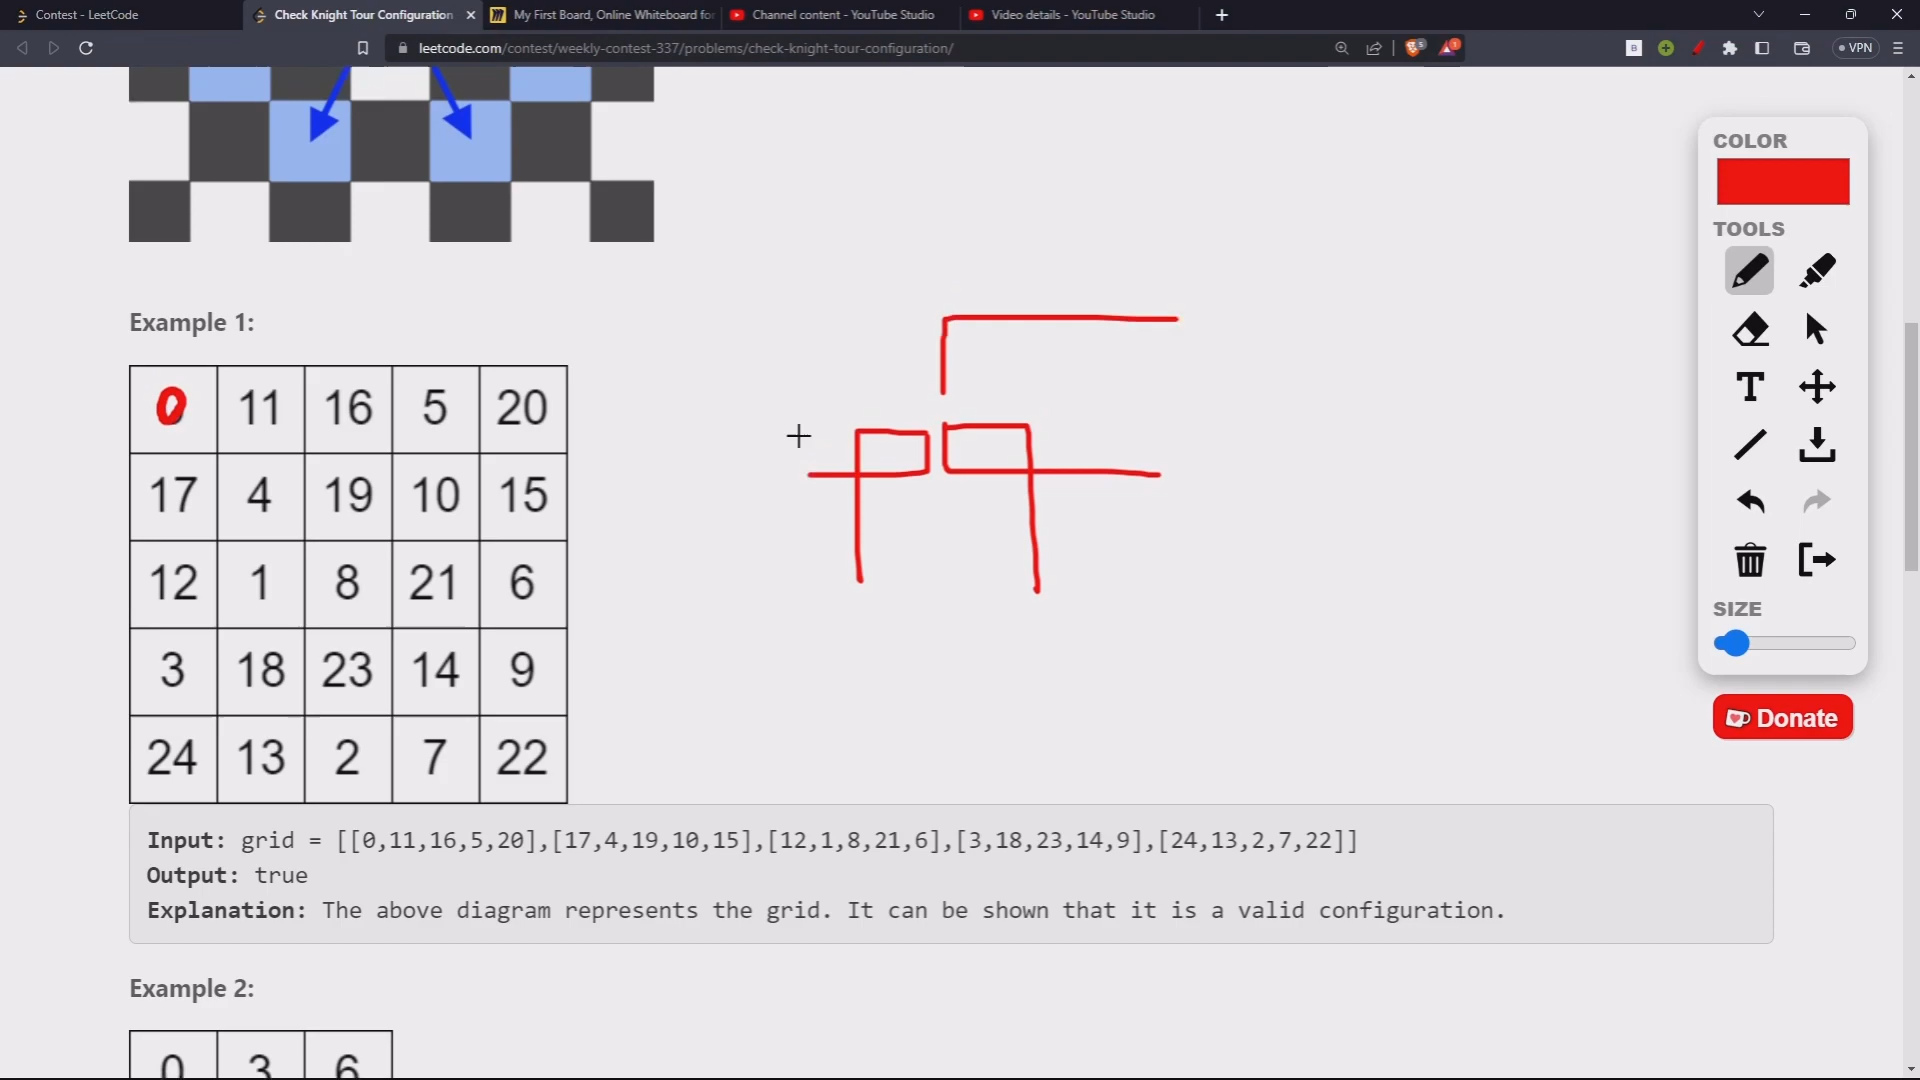 Contest - LeetCode
Check Knight Tour Configuration
My First Board, Online Whiteboard for
Channel content - YouTube Studio
Video details - YouTube Studio
leetcode.com/contest/weekly-contest-337/problems/check-knight-tour-configuration/
5
1
B
VPN
COLOR
TOOLS
T
SIZE
Donate
Example 1:
0 11 16 5 20
17 4 19 10 15
12 1 8 21 6
3 18 23 14 9
24 13 2 7 22
Input: grid = [[0,11,16,5,20],[17,4,19,10,15],[12,1,8,21,6],[3,18,23,14,9],[24,13,2,7,22]]
Output: true
Explanation: The above diagram represents the grid. It can be shown that it is a valid configuration.
Example 2:
0 3 6